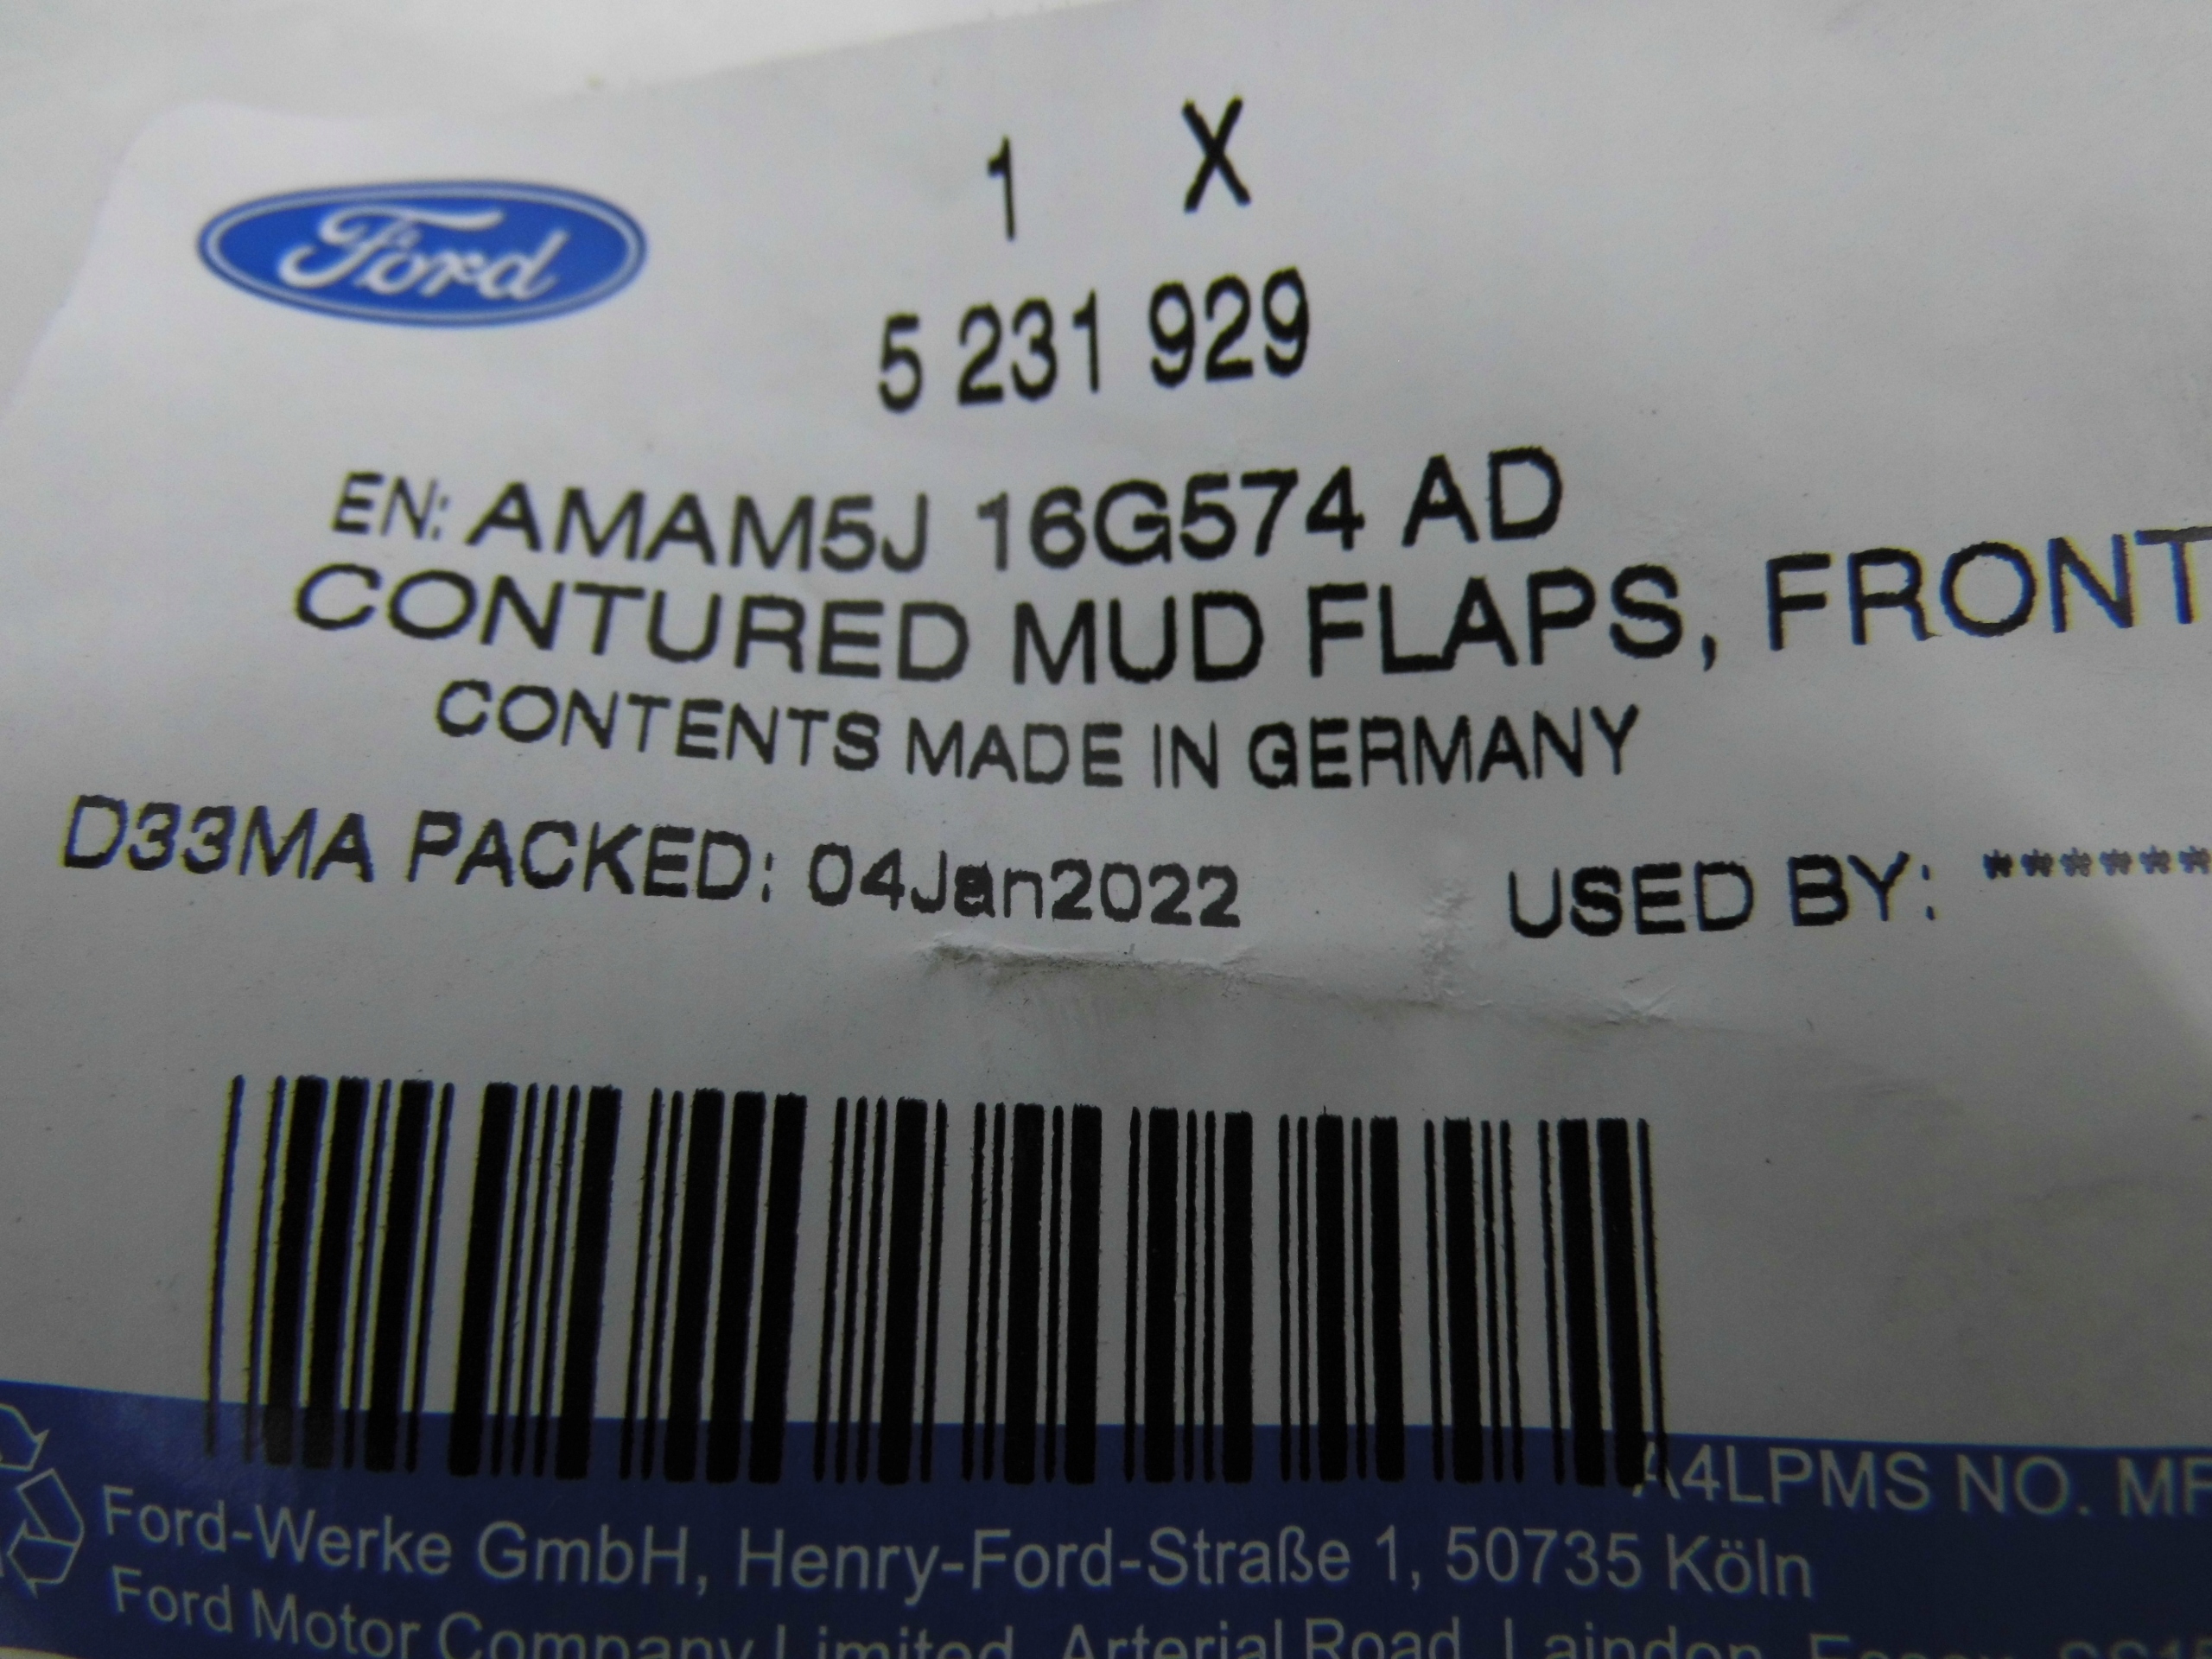 Ford
1 X
5 231 929
EN: AMAM5J 16G574 AD
CONTURED MUD FLAPS, FRONT
CONTENTS MADE IN GERMANY
D33MA PACKED: 04Jan2022 USED BY: ******
A4LPMS NO. MP
Ford-Werke GmbH, Henry-Ford-Straße 1, 50735 Köln
Ford Motor Company Limited, Arterial Road, Laindon, Essex,